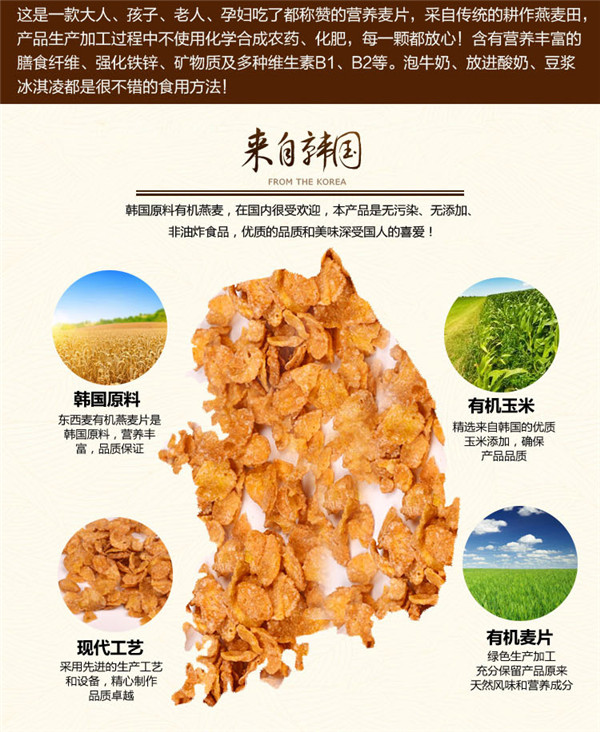 这是一款大人、孩子、老人、孕妇吃了都称赞的营养麦片，采自传统的耕作燕麦田，
产品生产加工过程中不使用化学合成农药、化肥，每一颗都放心！含有营养丰富的
膳食纤维、强化铁锌、矿物质及多种维生素B1、B2等。泡牛奶、放进酸奶、豆浆
冰淇凌都是很不错的食用方法！
来自韩国
FROM THE KOREA
韩国原料有机燕麦，在国内很受欢迎，本产品是无污染、无添加、
非油炸食品，优质的品质和美味深受国人的喜爱！
韩国原料
东西麦有机燕麦片是
韩国原料，营养丰
富，品质保证
有机玉米
精选来自韩国的优质
玉米添加，确保
产品品质
现代工艺
采用先进的生产工艺
和设备，精心制作
品质卓越
有机麦片
绿色生产加工
充分保留产品原来
天然风味和营养成分